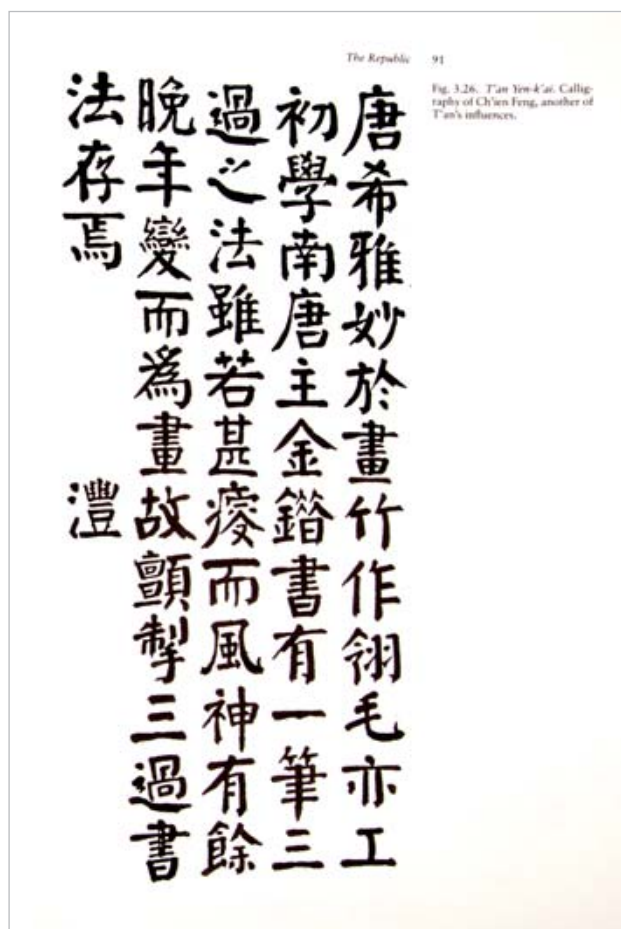 The Republic 91
Fig. 3.26. T'an Yen-k'ai. Callig-
raphy of Ch'ien Feng, another of
T'an's influences.
唐希雅妙於畫竹作翎毛亦工
初學南唐主金錯書有一筆三
過之法雖若甚瘦而風神有餘
晚年變而為畫故顫掣三過書
法存焉
灃